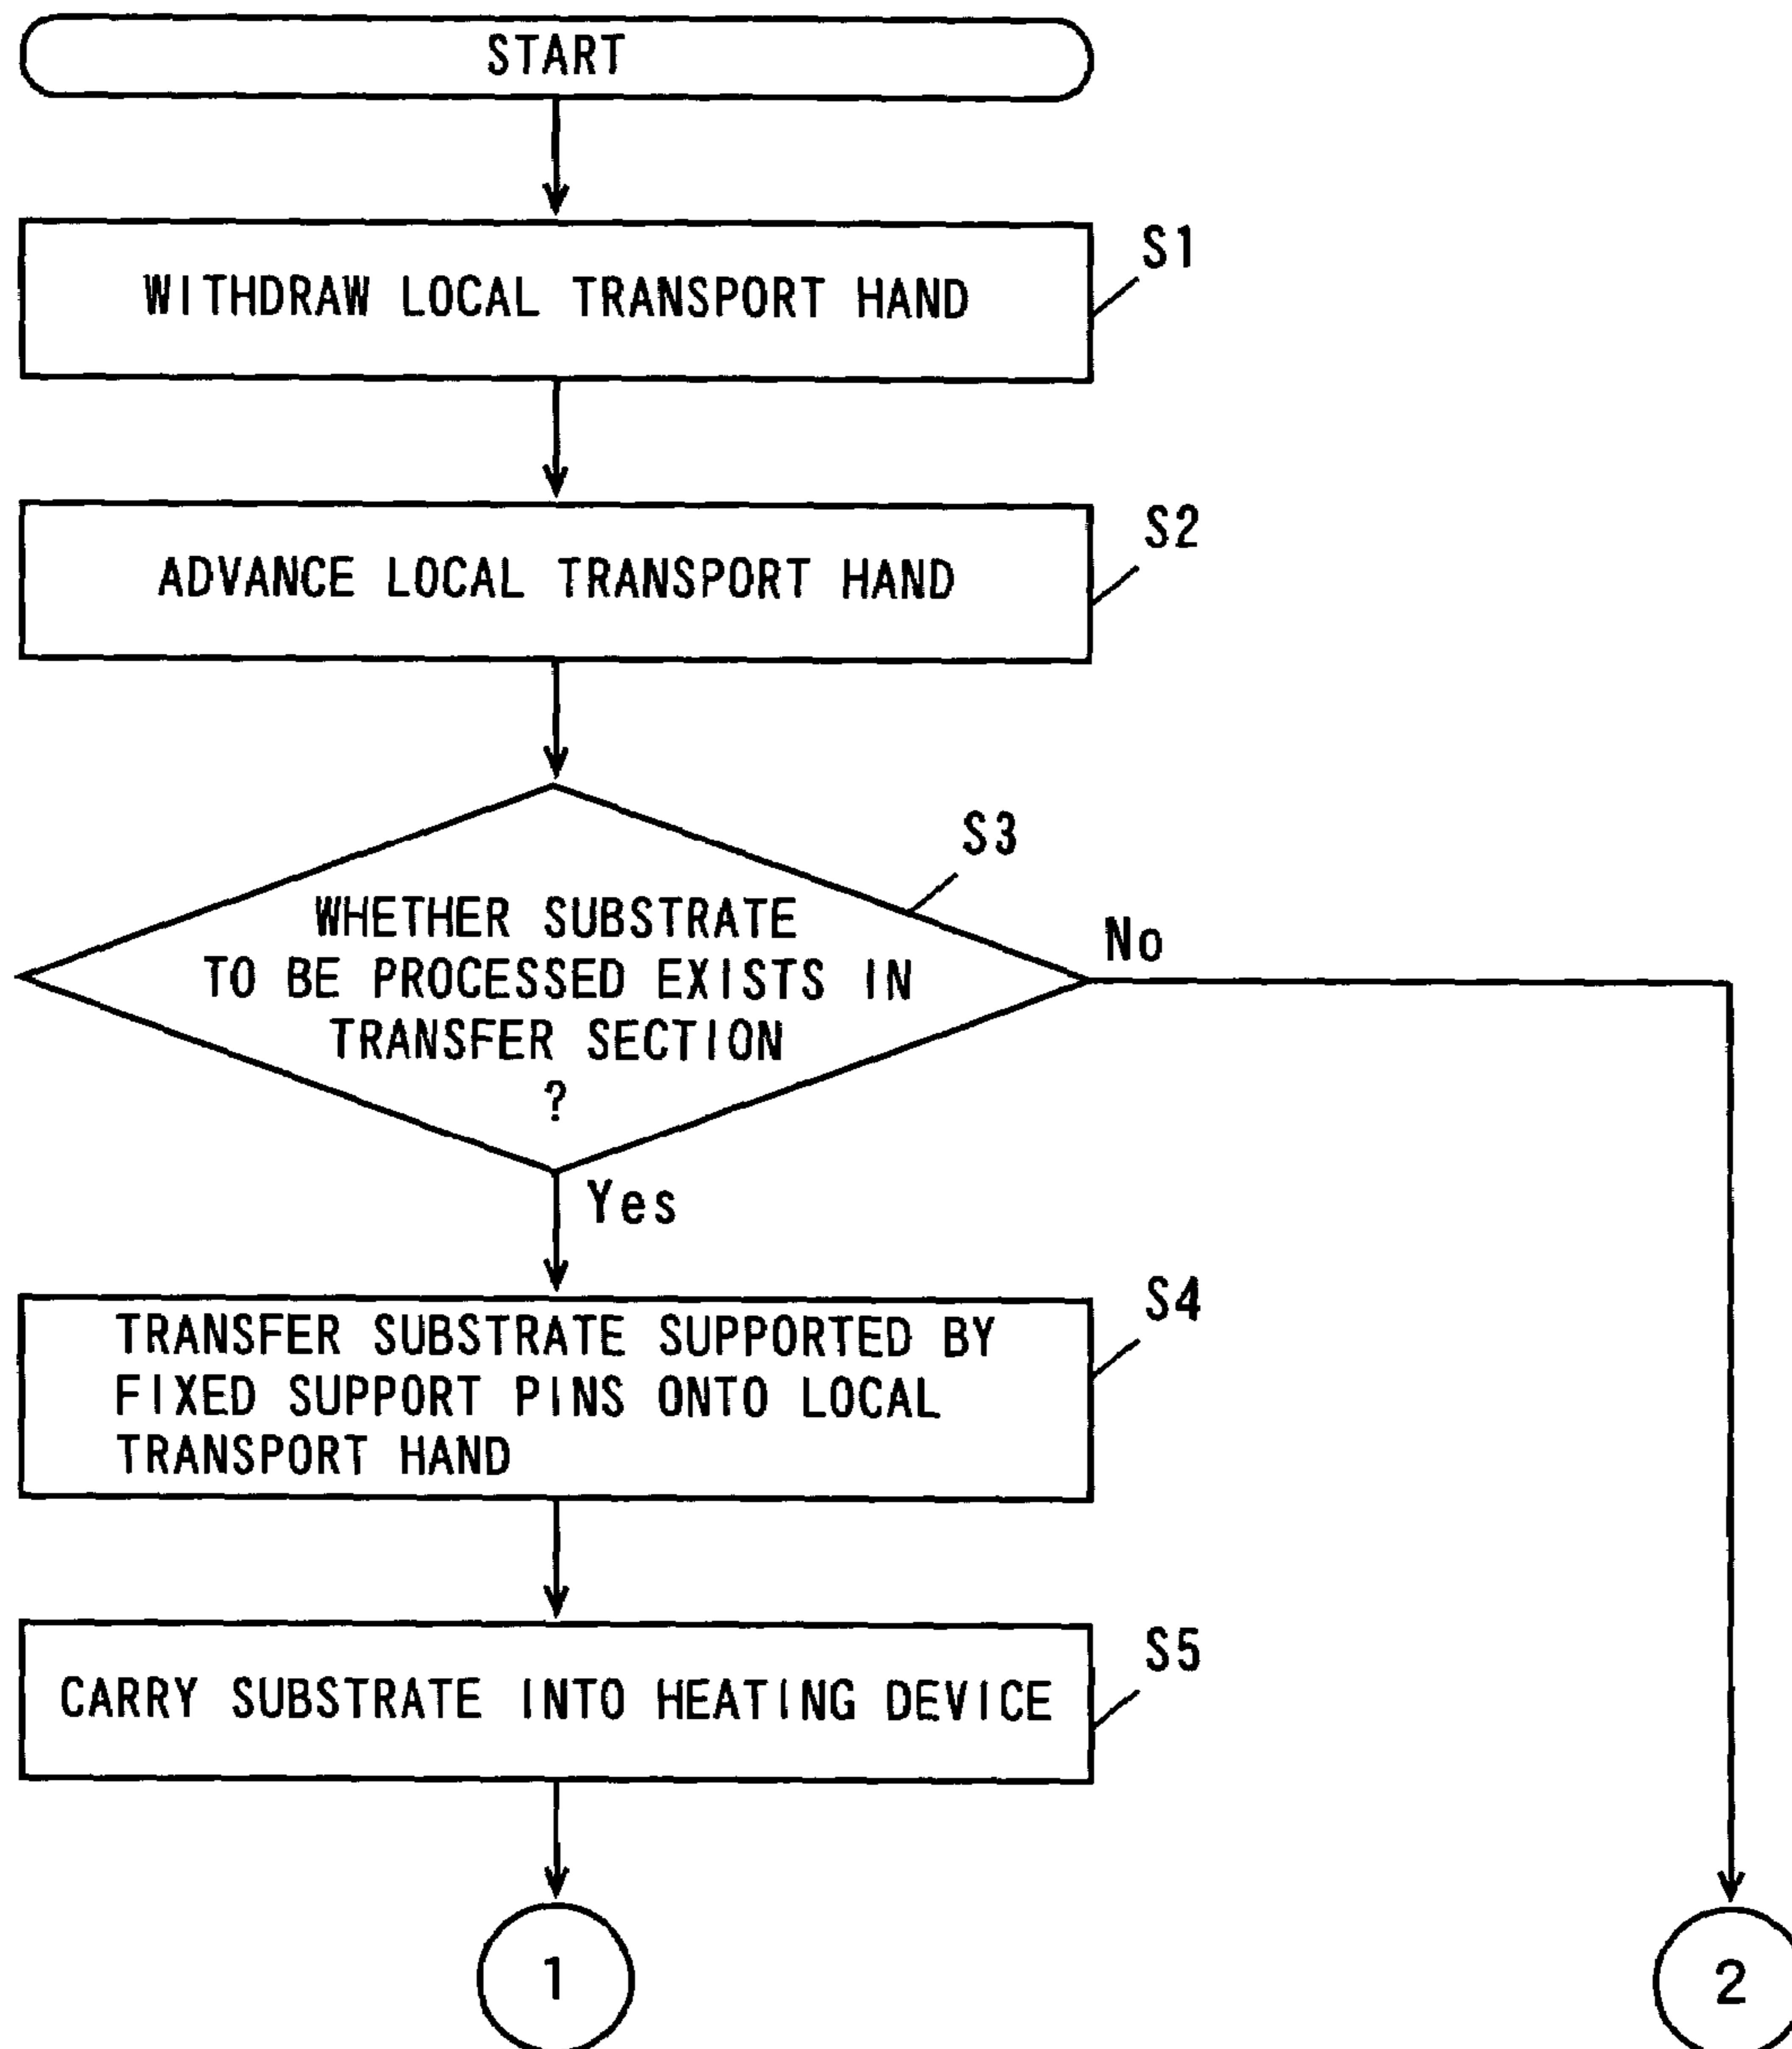 START
S1
WITHDRAW LOCAL TRANSPORT HAND
S2
ADVANCE LOCAL TRANSPORT HAND
S3
WHETHER SUBSTRATE
TO BE PROCESSED EXISTS IN
TRANSFER SECTION
?
No
Yes
S4
TRANSFER SUBSTRATE SUPPORTED BY
FIXED SUPPORT PINS ONTO LOCAL
TRANSPORT HAND
S5
CARRY SUBSTRATE INTO HEATING DEVICE
1
2